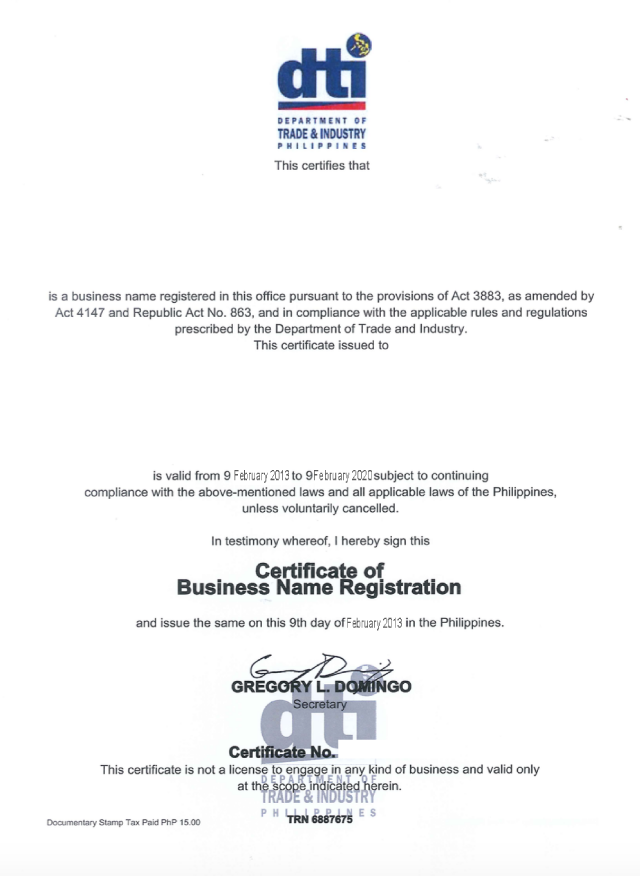 dti
DEPARTMENT OF
TRADE & INDUSTRY
PHILIPPINES
This certifies that
is a business name registered in this office pursuant to the provisions of Act 3883, as amended by
Act 4147 and Republic Act No. 863, and in compliance with the applicable rules and regulations
prescribed by the Department of Trade and Industry.
This certificate issued to
is valid from 9 February 2013 to 9 February 2020 subject to continuing
compliance with the above-mentioned laws and all applicable laws of the Philippines,
unless voluntarily cancelled.
In testimony whereof, I hereby sign this
Certificate of
Business Name Registration
and issue the same on this 9th day of February 2013 in the Philippines.
GREGORY L. DOMINGO
Secretary
dti
Certificate No.
This certificate is not a license to engage in any kind of business and valid only
DEPARTMENT OF
at the scope indicated herein.
TRADE & INDUSTRY
PHILIPPINES
TRN 6887675
Documentary Stamp Tax Paid PhP 15.00